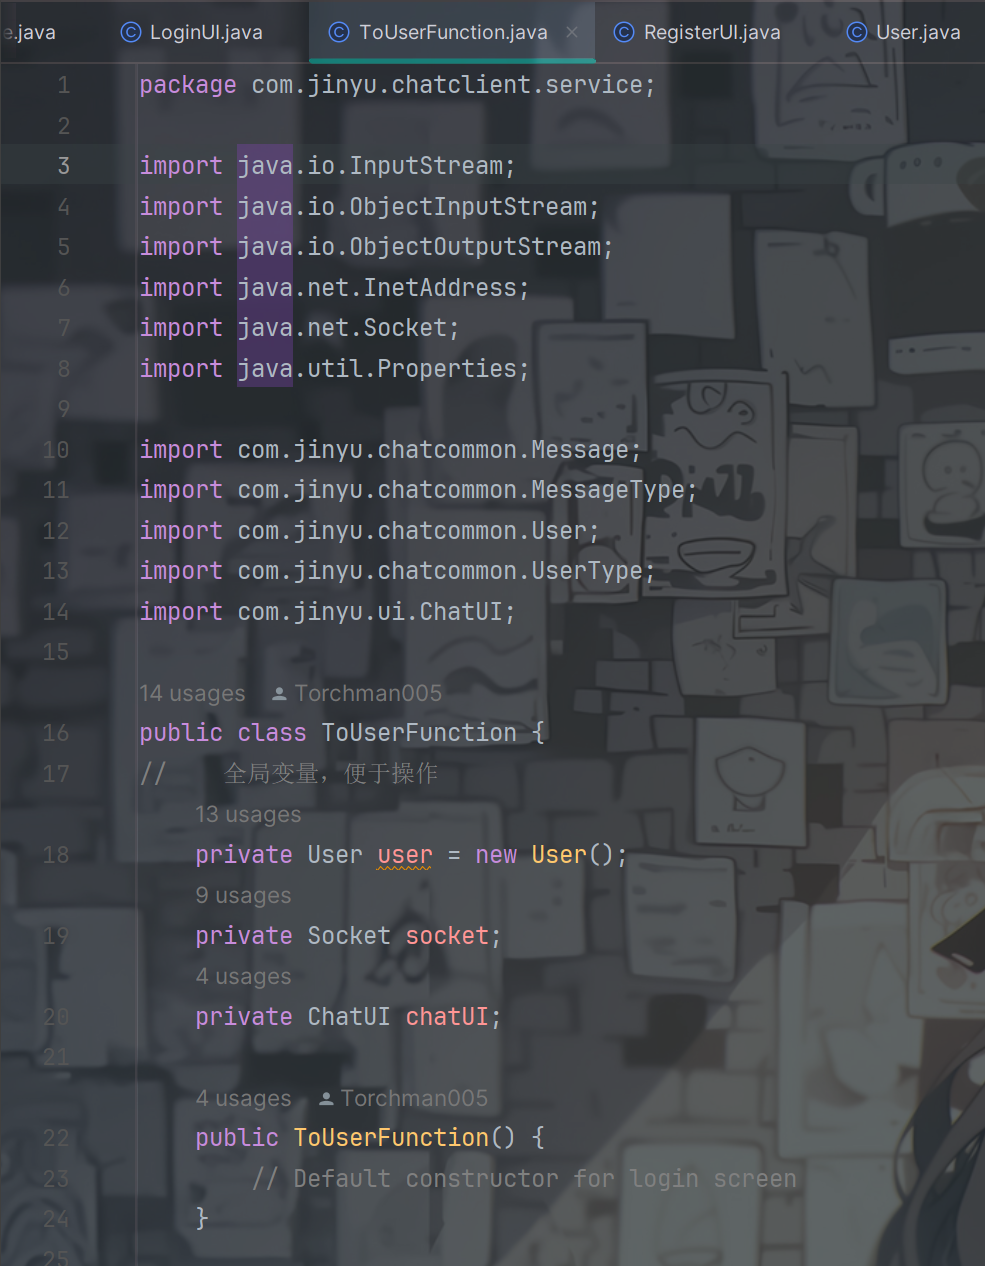 e.java LoginUI.java ToUserFunction.java RegisterUI.java User.java
1 package com.jinyu.chatclient.service;
2
3 import java.io.InputStream;
4 import java.io.ObjectInputStream;
5 import java.io.ObjectOutputStream;
6 import java.net.InetAddress;
7 import java.net.Socket;
8 import java.util.Properties;
9
10 import com.jinyu.chatcommon.Message;
11 import com.jinyu.chatcommon.MessageType;
12 import com.jinyu.chatcommon.User;
13 import com.jinyu.chatcommon.UserType;
14 import com.jinyu.ui.ChatUI;
15
14 usages Torchman005
16 public class ToUserFunction {
17 // 全局变量，便于操作
13 usages
18 private User user = new User();
9 usages
19 private Socket socket;
4 usages
20 private ChatUI chatUI;
21
4 usages Torchman005
22 public ToUserFunction() {
23 // Default constructor for login screen
24 }
25